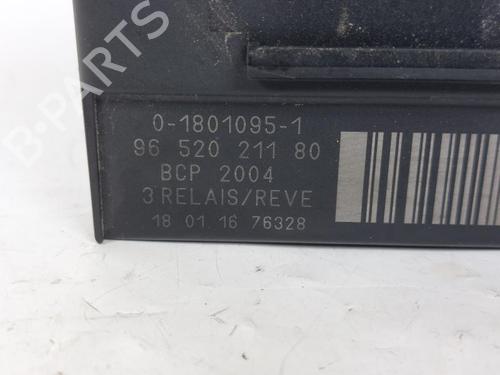 0-1801095-1
96 520 211 80
BCP 2004
3 RELAIS/REVE
18 01 16 76328
B-PARTS